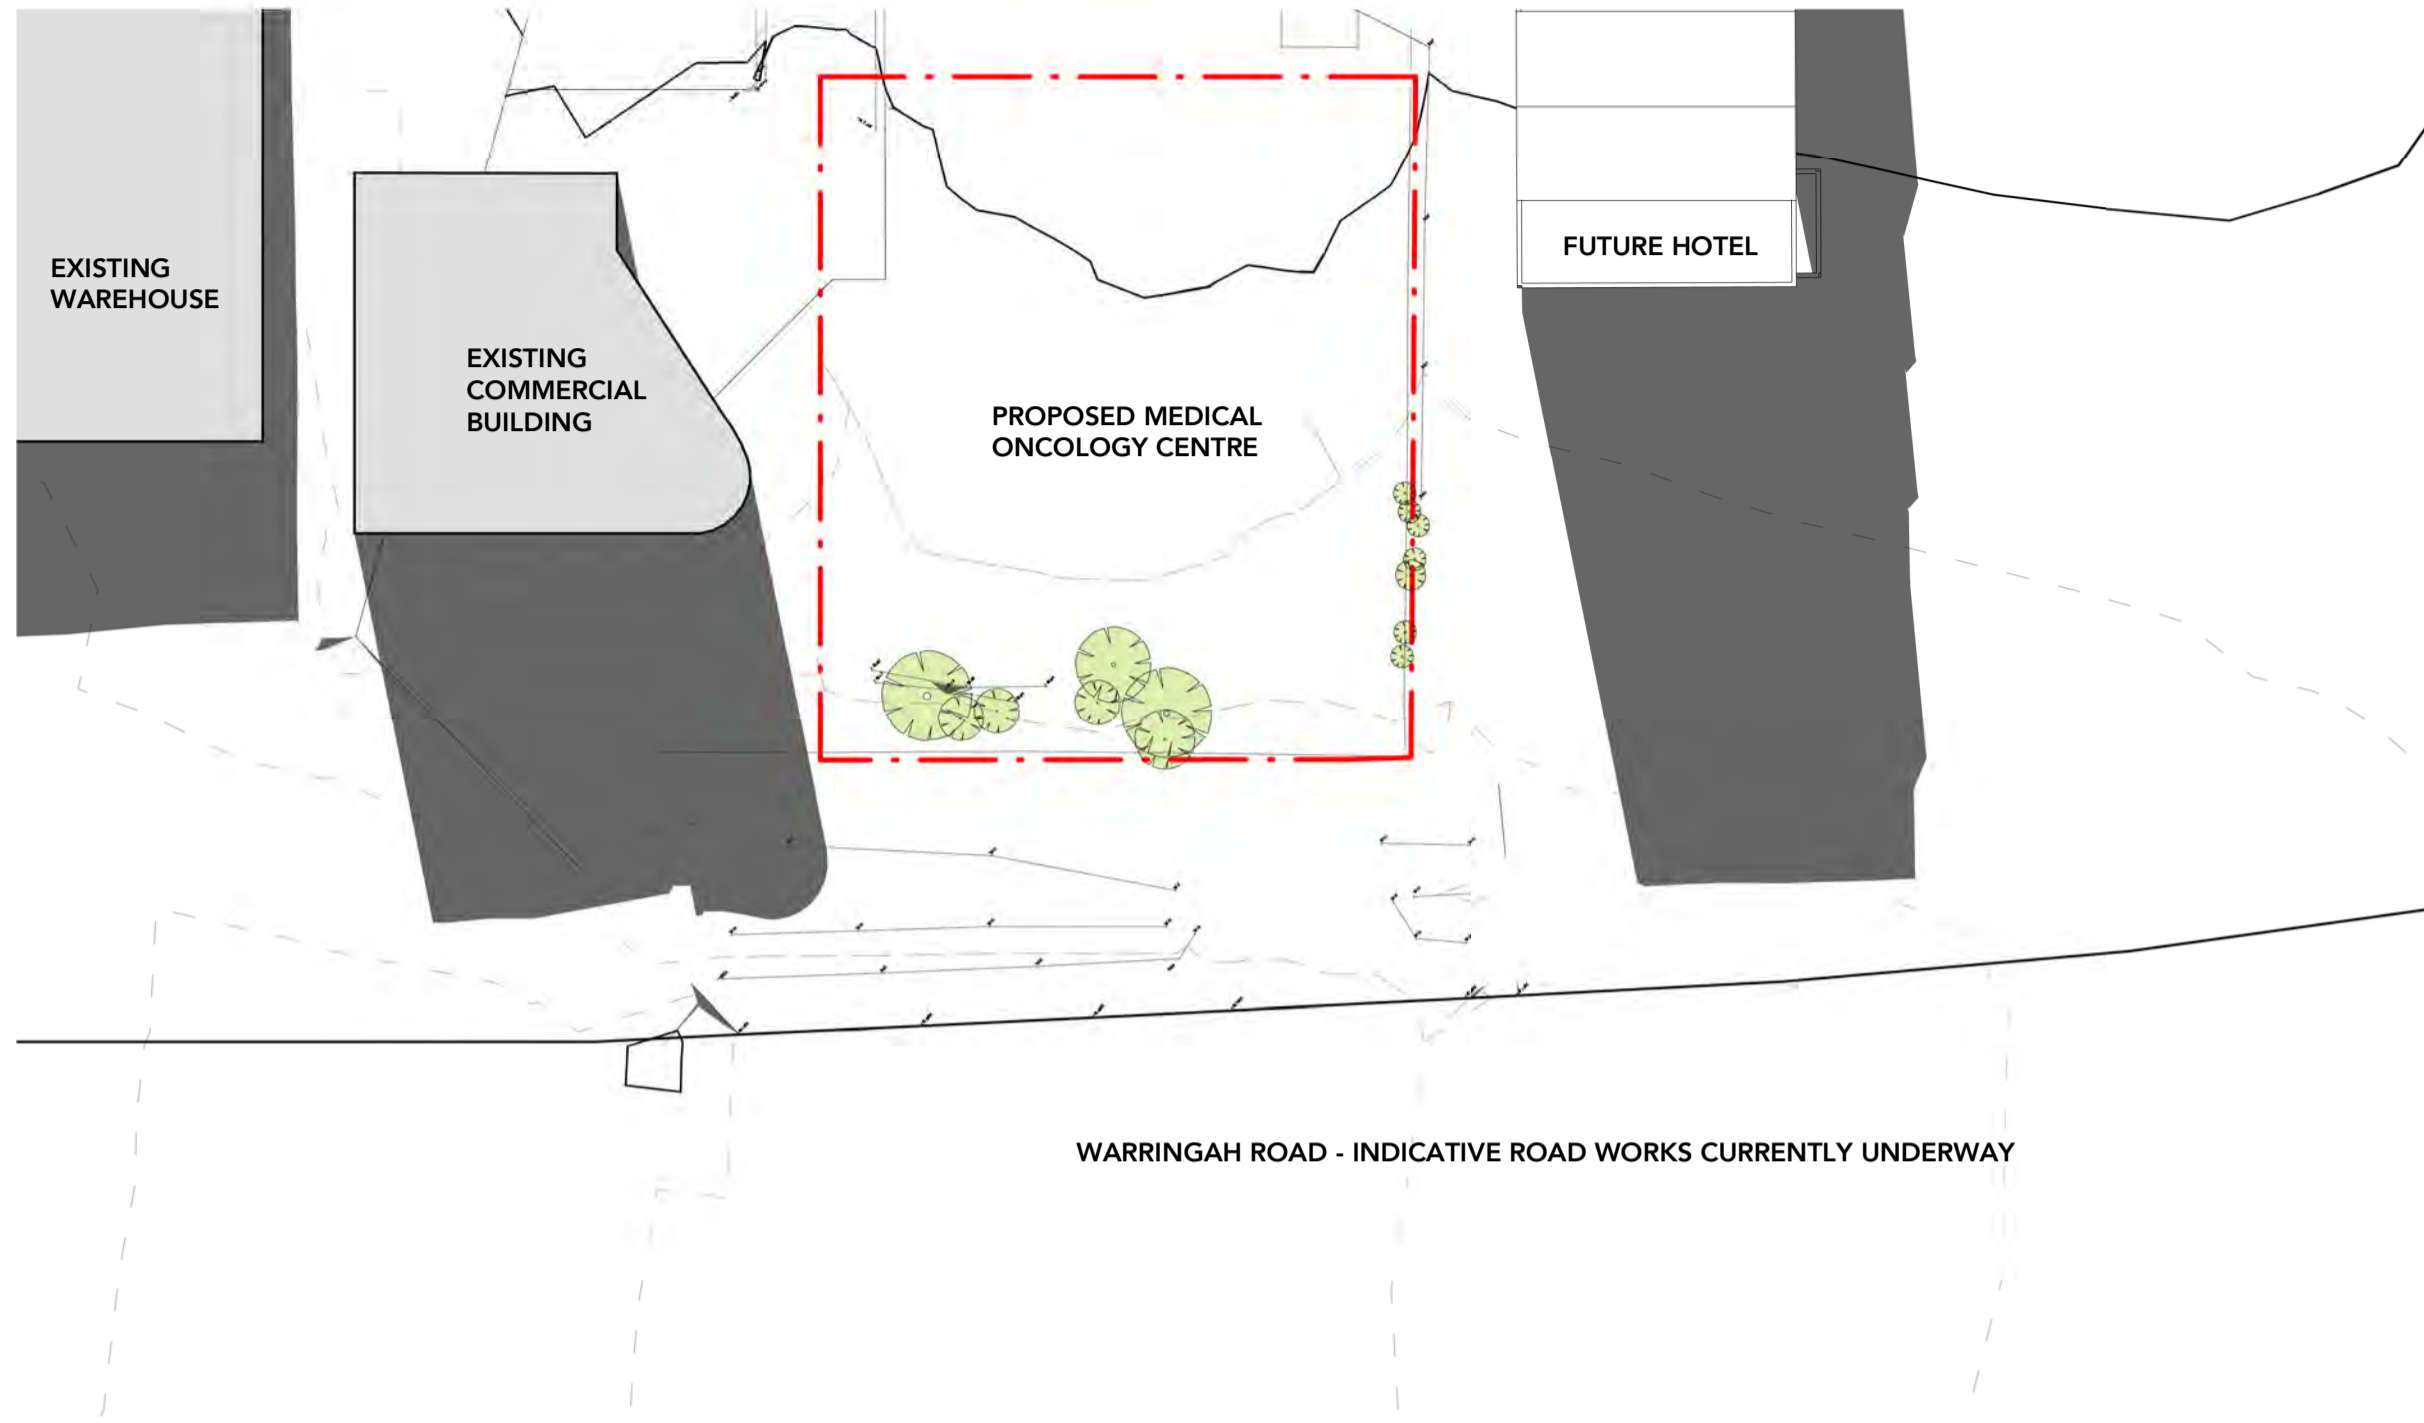 EXISTING
WAREHOUSE
EXISTING
COMMERCIAL
BUILDING
PROPOSED MEDICAL
ONCOLOGY CENTRE
FUTURE HOTEL
WARRINGAH ROAD - INDICATIVE ROAD WORKS CURRENTLY UNDERWAY